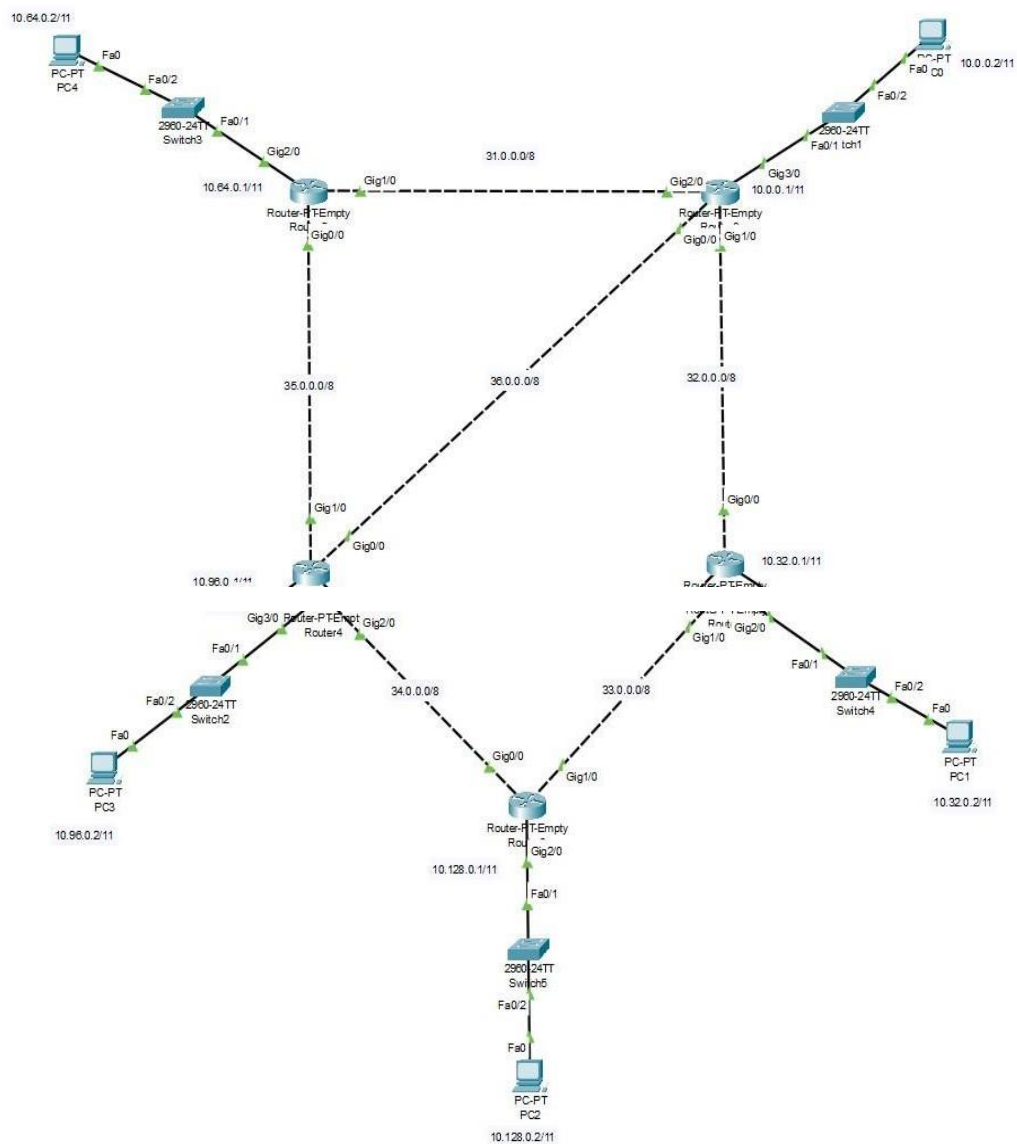 10.64.0.2/11
Fa0
PC-PT
PC4
Fa0/2
Fa0/1
2960-24TT
Switch3
Gig2/0
10.64.0.1/11
Gig1/0
Router-PT-Empty
Gig0/0
31.0.0.0/8
10.0.0.2/11
PC-PT
C0
Fa0
Fa0/2
2960-24TT
tch1
Fa0/1
Gig3/0
Gig2/0
10.0.0.1/11
Router-PT-Empty
Gig0/0
Gig1/0
35.0.0.0/8
36.0.0.0/8
32.0.0.0/8
Gig1/0
Gig0/0
Gig0/0
10.32.0.1/11
Gig3/0
Router-PT-Empt
Router4
Gig2/0
Fa0/1
Fa0/2
2960-24TT
Switch2
Fa0
PC-PT
PC3
10.96.0.2/11
34.0.0.0/8
33.0.0.0/8
Gig1/0
Gig2/0
Fa0/1
Fa0/2
2960-24TT
Switch4
Fa0
PC-PT
PC1
10.32.0.2/11
Gig0/0
Gig1/0
Router-PT-Empty
Gig2/0
10.128.0.1/11
Fa0/1
2960-24TT
Switch5
Fa0/2
Fa0
PC-PT
PC2
10.128.0.2/11